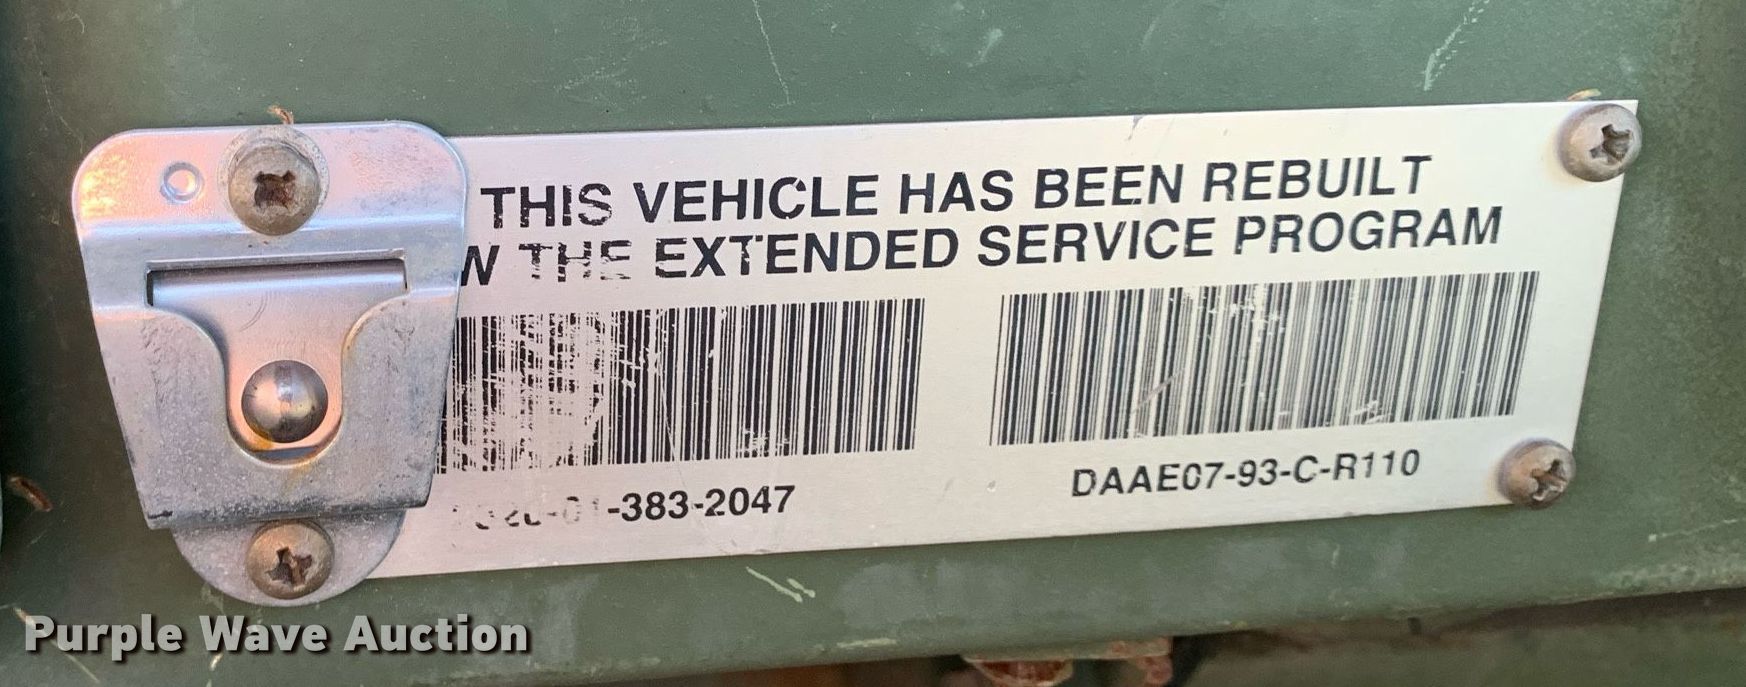 THIS VEHICLE HAS BEEN REBUILT
THE EXTENDED SERVICE PROGRAM
-383-2047
DAAE07-93-C-R110
Purple Wave Auction